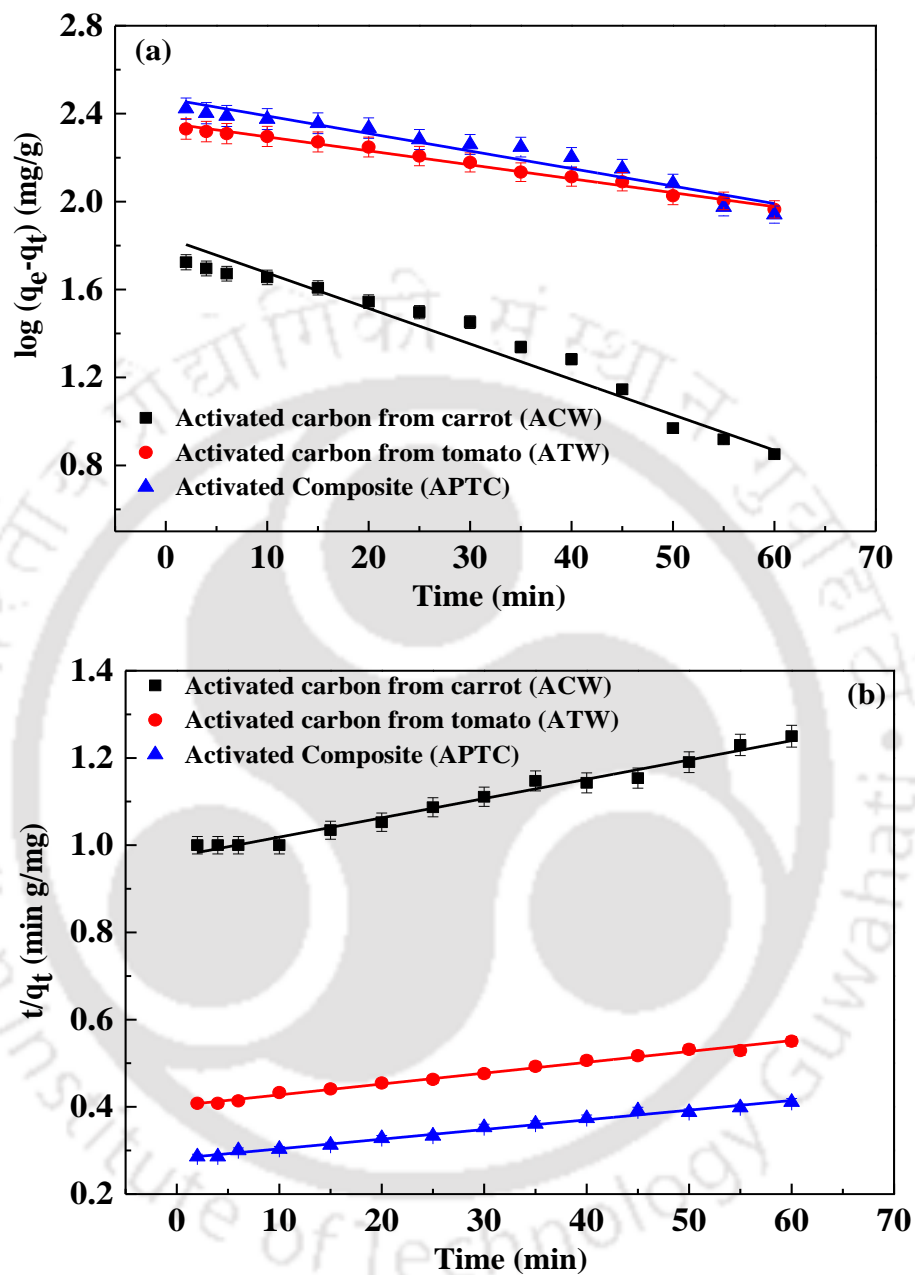 (a)
2.8
2.4
2.0
1.6
1.2
0.8
log (qe-qt) (mg/g)
Activated carbon from carrot (ACW)
Activated carbon from tomato (ATW)
Activated Composite (APTC)
0 10 20 30 40 50 60 70
Time (min)
(b)
1.4
1.2
1.0
0.8
0.6
0.4
0.2
t/qt (min g/mg)
Activated carbon from carrot (ACW)
Activated carbon from tomato (ATW)
Activated Composite (APTC)
0 10 20 30 40 50 60 70
Time (min)
Institute of Technology Guwahati